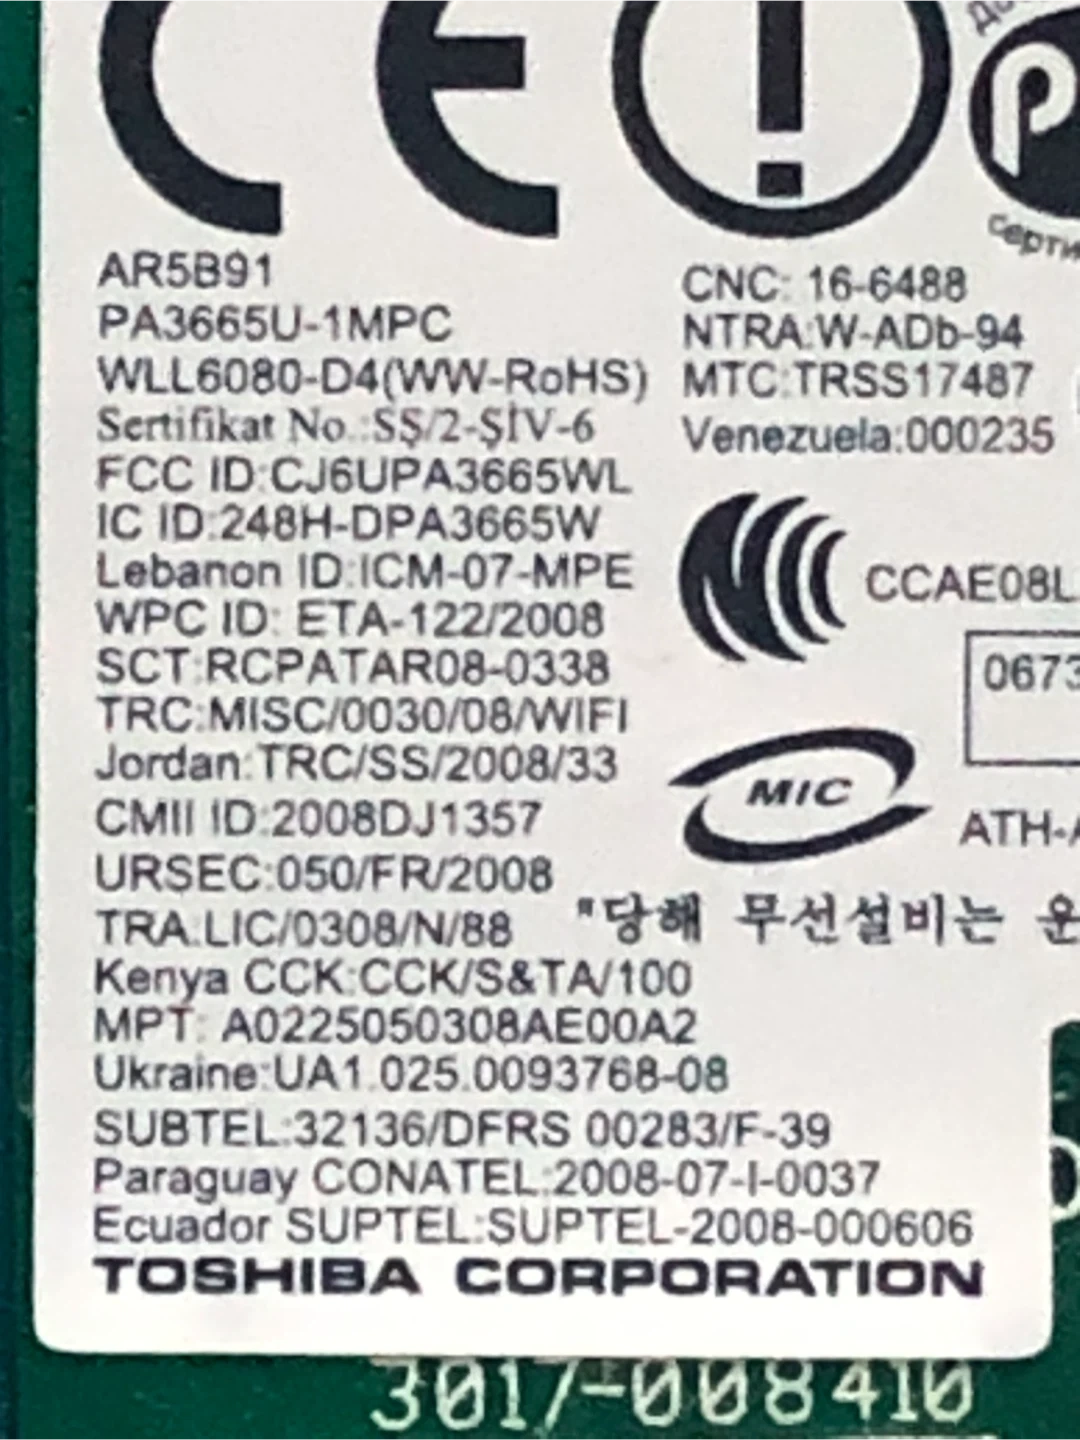 CE
AR5B91
PA3665U-1MPC
WLL6080-D4(WW-RoHS)
Sertifikat No.:SŞ/2-ŞİV-6
FCC ID:CJ6UPA3665WL
IC ID:248H-DPA3665W
Lebanon ID:ICM-07-MPE
WPC ID: ETA-122/2008
SCT:RCPATAR08-0338
TRC:MISC/0030/08/WIFI
Jordan:TRC/SS/2008/33
CMII ID:2008DJ1357
URSEC:050/FR/2008
TRA:LIC/0308/N/88
Kenya CCK:CCK/S&TA/100
MPT: A0225050308AE00A2
Ukraine:UA1.025.0093768-08
SUBTEL:32136/DFRS 00283/F-39
Paraguay CONATEL:2008-07-I-0037
Ecuador SUPTEL:SUPTEL-2008-000606
TOSHIBA CORPORATION
CNC: 16-6488
NTRA:W-ADb-94
MTC:TRSS17487
Venezuela:000235
CCAE08L
0673
MIC
ATH-
"당해 무선설비는 운
3017-008410